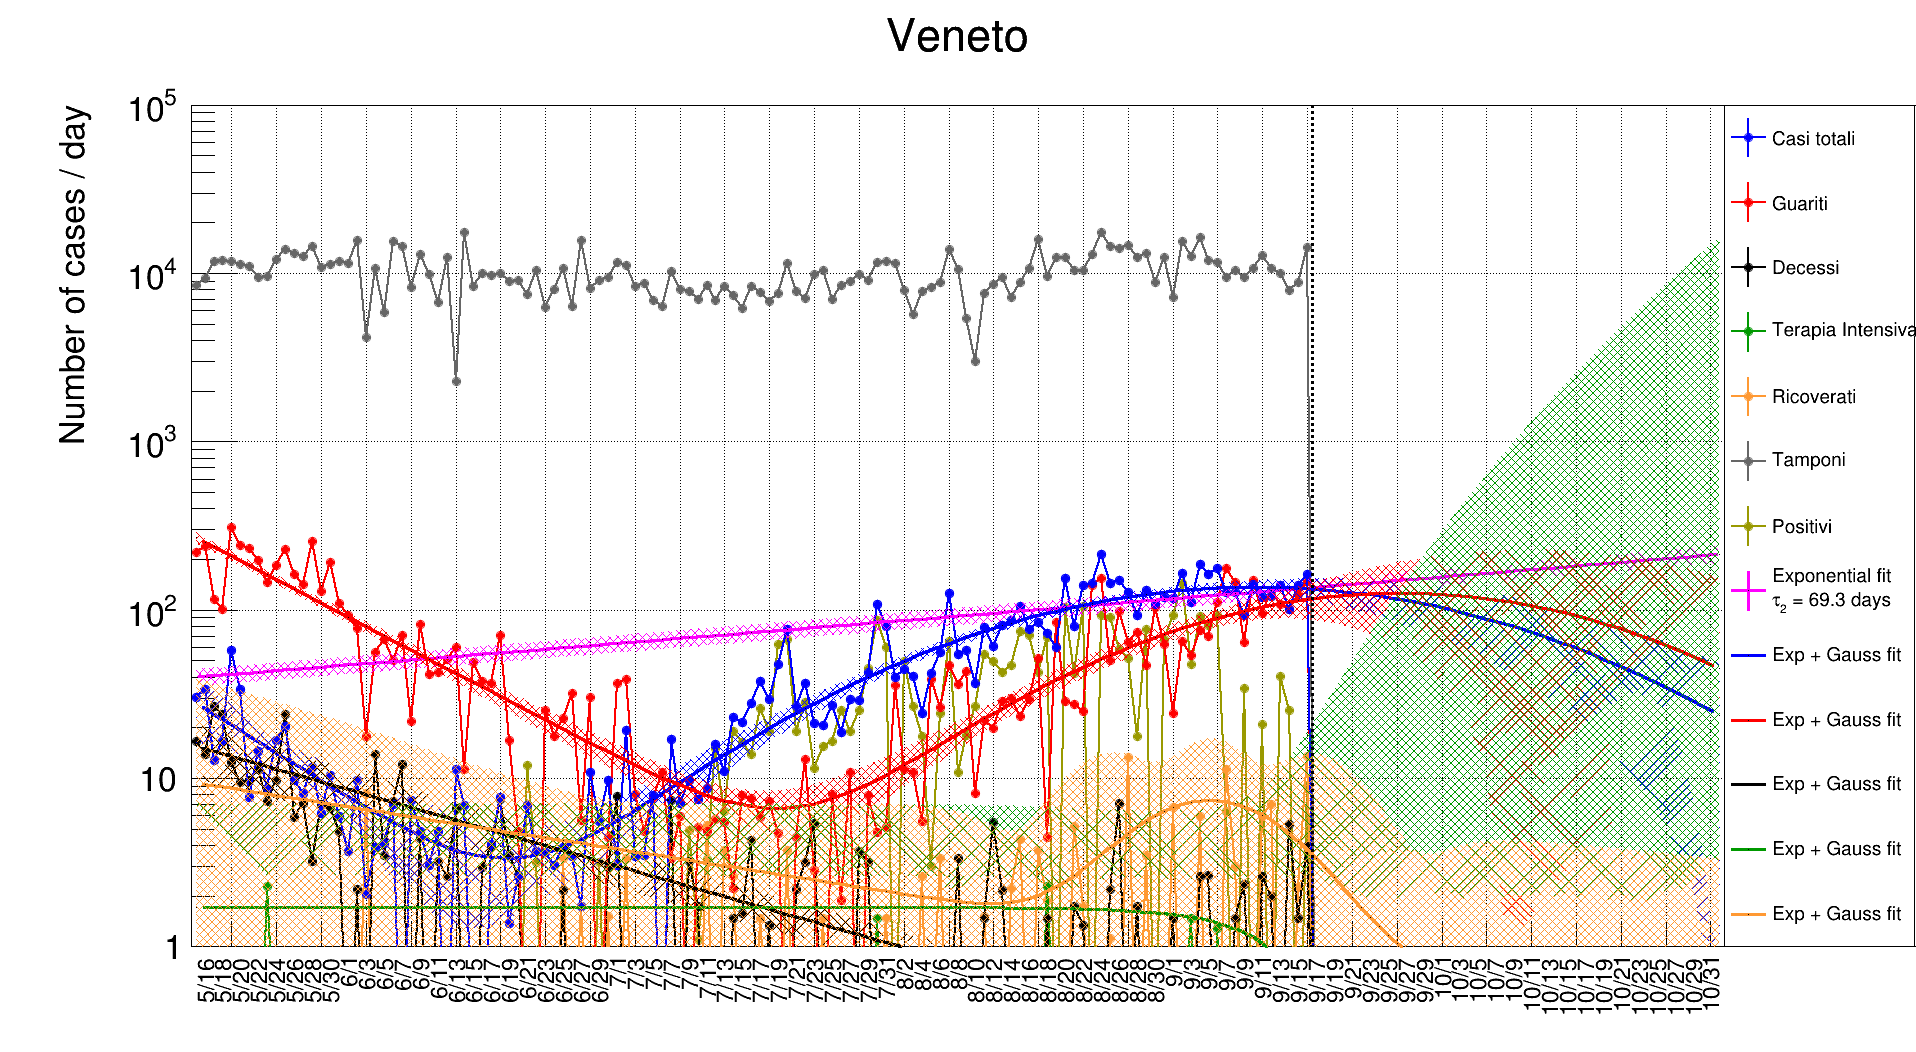 Veneto
Number of cases / day
10^5
10^4
10^3
10^2
10
1
5/16 5/18 5/20 5/22 5/24 5/26 5/28 5/30 6/1 6/3 6/5 6/7 6/9 6/11 6/13 6/15 6/17 6/19 6/21 6/23 6/25 6/27 6/29 7/1 7/3 7/5 7/7 7/9 7/11 7/13 7/15 7/17 7/19 7/21 7/23 7/25 7/27 7/29 7/31 8/2 8/4 8/6 8/8 8/10 8/12 8/14 8/16 8/18 8/20 8/22 8/24 8/26 8/28 8/30 9/1 9/3 9/5 9/7 9/9 9/11 9/13 9/15 9/17 9/19 9/21 9/23 9/25 9/27 9/29 10/1 10/3 10/5 10/7 10/9 10/11 10/13 10/15 10/17 10/19 10/21 10/23 10/25 10/27 10/29 10/31
Casi totali
Guariti
Decessi
Terapia Intensiva
Ricoverati
Tamponi
Positivi
Exponential fit
τ₂ = 69.3 days
Exp + Gauss fit
Exp + Gauss fit
Exp + Gauss fit
Exp + Gauss fit
Exp + Gauss fit